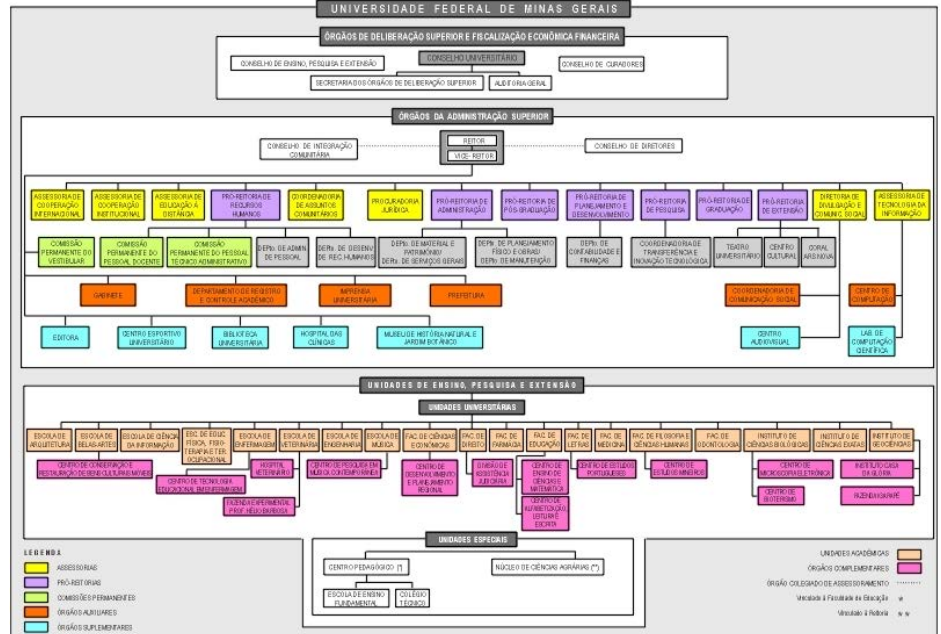 UNIVERSIDADE FEDERAL DE MINAS GERAIS
ÓRGÃOS DE DELIBERAÇÃO SUPERIOR E FISCALIZAÇÃO ECONÔMICA FINANCEIRA
CONSELHO UNIVERSITÁRIO
CONSELHO DE ENSINO, PESQUISA E EXTENSÃO
CONSELHO DE CURADORES
SECRETARIA DOS ÓRGÃOS DE DELIBERAÇÃO SUPERIOR
AUDITORIA GERAL
ÓRGÃOS DA ADMINISTRAÇÃO SUPERIOR
REITOR
VICE-REITOR
CONSELHO DE INTEGRAÇÃO
COMUNITÁRIA
CONSELHO DE DIRETORES
ASSESSORIA DE
COOPERAÇÃO
INTERNACIONAL
ASSESSORIA DE
COOPERAÇÃO
INSTITUCIONAL
ASSESSORIA DE
EDUCAÇÃO A
DISTÂNCIA
PRÓ-REITORIA DE
RECURSOS
HUMANOS
COORDENADORIA
DE ASSUNTOS
COMUNITÁRIOS
PROCURADORIA
JURÍDICA
PRÓ-REITORIA DE
ADMINISTRAÇÃO
PRÓ-REITORIA DE
PÓS-GRADUAÇÃO
PRÓ-REITORIA DE
PLANEJAMENTO E
DESENVOLVIMENTO
PRÓ-REITORIA
DE PESQUISA
PRÓ-REITORIA DE
GRADUAÇÃO
PRÓ-REITORIA
DE EXTENSÃO
DIRETORIA DE
DIVULGAÇÃO E
COMUNIC. SOCIAL
ASSESSORIA DE
TECNOLOGIA DA
INFORMAÇÃO
COMISSÃO
PERMANENTE DO
VESTIBULAR
COMISSÃO
PERMANENTE DO
PESSOAL DOCENTE
COMISSÃO
PERMANENTE DO PESSOAL
TÉCNICO ADMINISTRATIVO
DEPto. DE ADMIN.
DE PESSOAL
DEPto. DE DESENV.
DE REC. HUMANOS
DEPto. DE MATERIAL E
PATRIMÔNIO/
DEPto. DE SERVIÇOS GERAIS
DEPto. DE PLANEJAMENTO
FÍSICO E OBRAS/
DEPto. DE MANUTENÇÃO
DEPto. DE
CONTABILIDADE E
FINANÇAS
COORDENADORIA DE
TRANSFERÊNCIA E
INOVAÇÃO TECNOLÓGICA
TEATRO
UNIVERSITÁRIO
CENTRO
CULTURAL
CORAL
ARS NOVA
GABINETE
DEPARTAMENTO DE REGISTRO
E CONTROLE ACADÊMICO
IMPRENSA
UNIVERSITÁRIA
PREFEITURA
COORDENADORIA DE
COMUNICAÇÃO SOCIAL
CENTRO DE
COMPUTAÇÃO
EDITORA
CENTRO ESPORTIVO
UNIVERSITÁRIO
BIBLIOTECA
UNIVERSITÁRIA
HOSPITAL DAS
CLÍNICAS
MUSEU DE HISTÓRIA NATURAL E
JARDIM BOTÂNICO
CENTRO
AUDIOVISUAL
LAB. DE
COMPUTAÇÃO
CIENTÍFICA
UNIDADES DE ENSINO, PESQUISA E EXTENSÃO
UNIDADES UNIVERSITÁRIAS
ESCOLA DE
ARQUITETURA
ESCOLA DE
BELAS-ARTES
ESCOLA DE CIÊNCIA
DA INFORMAÇÃO
ESC. DE EDUC.
FÍSICA, FISIO-
TERAPIA E TER.
OCUPACIONAL
ESCOLA DE
ENFERMAGEM
ESCOLA DE
VETERINÁRIA
ESCOLA DE
ENGENHARIA
ESCOLA DE
MÚSICA
FAC. DE CIÊNCIAS
ECONÔMICAS
FAC. DE
DIREITO
FAC. DE
FARMÁCIA
FAC. DE
EDUCAÇÃO
FAC. DE
LETRAS
FAC. DE
MEDICINA
FAC. DE FILOSOFIA E
CIÊNCIAS HUMANAS
FAC. DE
ODONTOLOGIA
INSTITUTO DE
CIÊNCIAS BIOLÓGICAS
INSTITUTO DE
CIÊNCIAS EXATAS
INSTITUTO DE
GEOCIÊNCIAS
CENTRO DE CONSERVAÇÃO E
RESTAURAÇÃO DE BENS CULTURAIS MÓVEIS
CENTRO DE TECNOLOGIA
EDUCACIONAL EM ENFERMAGEM
HOSPITAL
VETERINÁRIO
FAZENDA EXPERIMENTAL
PROF. HÉLIO BARBOSA
CENTRO DE PESQUISA EM
MÚSICA CONTEMPORÂNEA
CENTRO DE
DESENVOLVIMENTO
E PLANEJAMENTO
REGIONAL
DIVISÃO DE
ASSISTÊNCIA
JUDICIÁRIA
CENTRO DE
ENSINO DE
CIÊNCIAS E
MATEMÁTICA
CENTRO DE
ALFABETIZAÇÃO,
LEITURA E
ESCRITA
CENTRO DE ESTUDOS
PORTUGUESES
CENTRO DE
ESTUDOS MINEIROS
CENTRO DE
MICROSCOPIA ELETRÔNICA
CENTRO DE
BIOTERISMO
INSTITUTO CASA
DA GLÓRIA
FAZENDA IGARAPÉ
UNIDADES ESPECIAIS
CENTRO PEDAGÓGICO (*)
NÚCLEO DE CIÊNCIAS AGRÁRIAS (**)
ESCOLA DE ENSINO
FUNDAMENTAL
COLÉGIO
TÉCNICO
LEGENDA
ASSESSORIAS
PRÓ-REITORIAS
COMISSÕES PERMANENTES
ÓRGÃOS AUXILIARES
ÓRGÃOS SUPLEMENTARES
UNIDADES ACADÊMICAS
ÓRGÃOS COMPLEMENTARES
ÓRGÃO COLEGIADO DE ASSESSORAMENTO
Vinculado à Faculdade de Educação *
Vinculado à Reitoria **